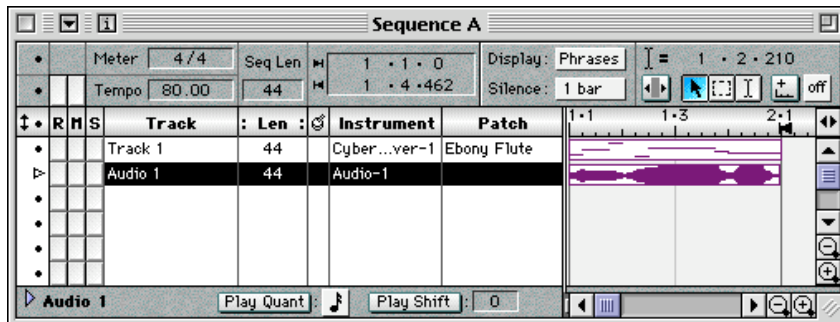 Sequence A
Meter 4/4 Seq Len 1 · 1 · 0 Display: Phrases = 1 · 2 · 210
Tempo 80.00 44 1 · 4 · 462 Silence: 1 bar off
R M S Track : Len : Instrument Patch 1·1 1·3 2·1
Track 1 44 Cyber...ver-1 Ebony Flute
Audio 1 44 Audio-1
Audio 1 Play Quant : Play Shift : 0